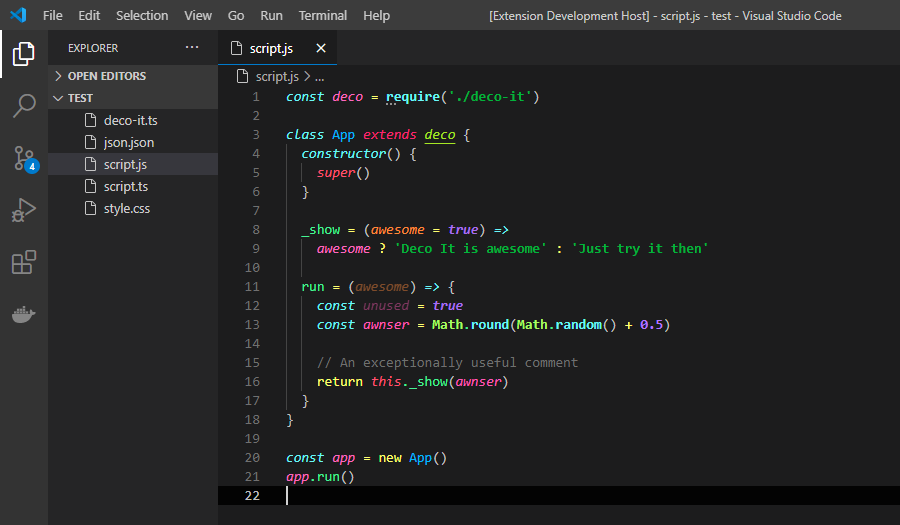 File Edit Selection View Go Run Terminal Help [Extension Development Host] - script.js - test - Visual Studio Code
EXPLORER ···
OPEN EDITORS
TEST
deco-it.ts
json.json
script.js
script.ts
style.css
4
script.js ×
script.js > ...
1 const deco = require('./deco-it')
2
3 class App extends deco {
4 constructor() {
5 super()
6 }
7
8 _show = (awesome = true) =>
9 awesome ? 'Deco It is awesome' : 'Just try it then'
10
11 run = (awesome) => {
12 const unused = true
13 const awnser = Math.round(Math.random() + 0.5)
14
15 // An exceptionally useful comment
16 return this._show(awnser)
17 }
18 }
19
20 const app = new App()
21 app.run()
22